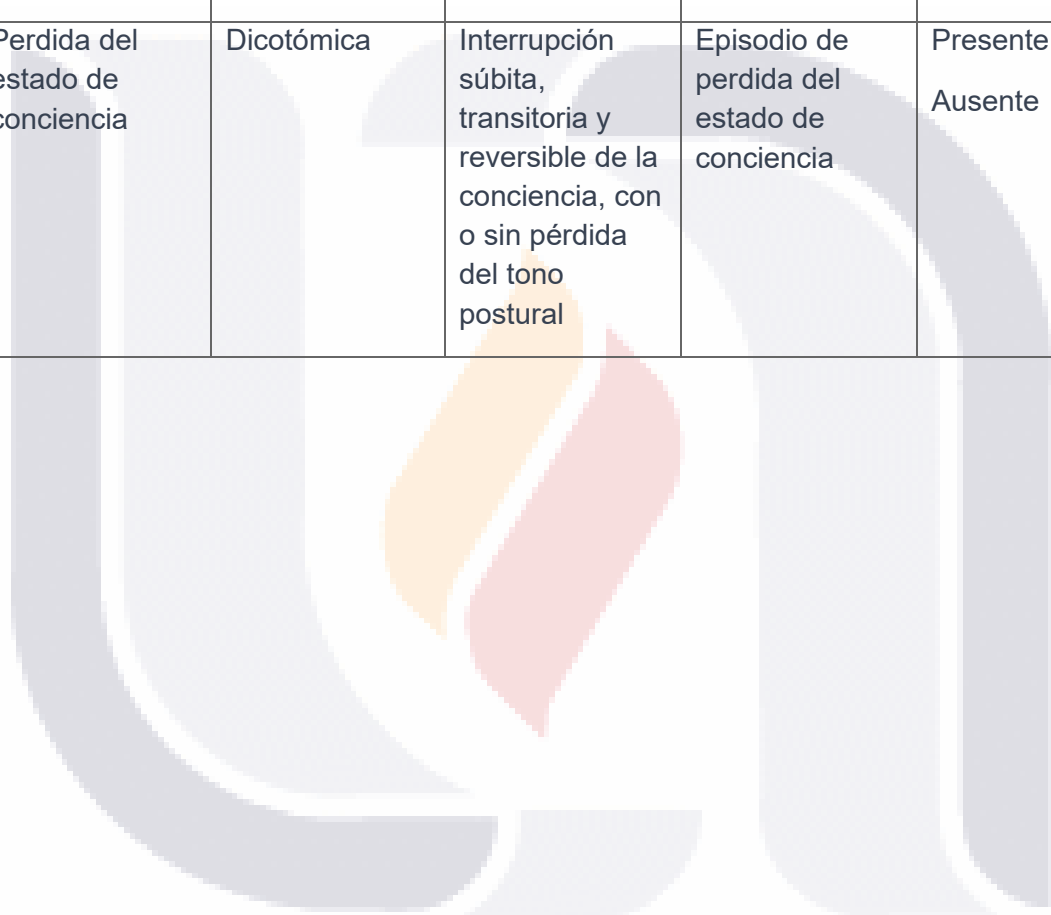 Perdida del
estado de
conciencia
Dicotómica
Interrupción
súbita,
transitoria y
reversible de la
conciencia, con
o sin pérdida
del tono
postural
Episodio de
perdida del
estado de
conciencia
Presente
Ausente